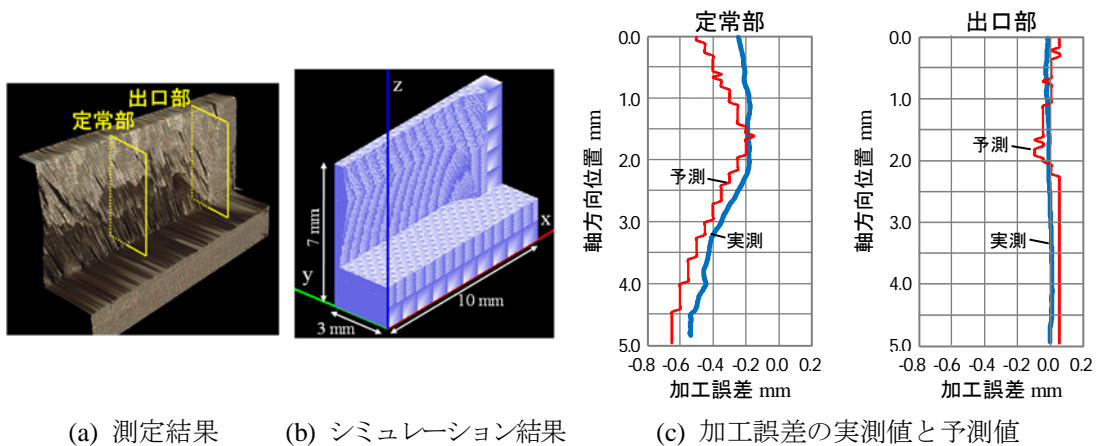 出口部
定常部
z
x
y
7 mm
3 mm
10 mm
定常部
0.0
1.0
2.0
3.0
4.0
5.0
軸方向位置 mm
予測
実測
-0.8 -0.6 -0.4 -0.2 0.0 0.2
加工誤差 mm
出口部
0.0
1.0
2.0
3.0
4.0
5.0
軸方向位置 mm
予測
実測
-0.8 -0.6 -0.4 -0.2 0.0 0.2
加工誤差 mm
(a) 測定結果
(b) シミュレーション結果
(c) 加工誤差の実測値と予測値